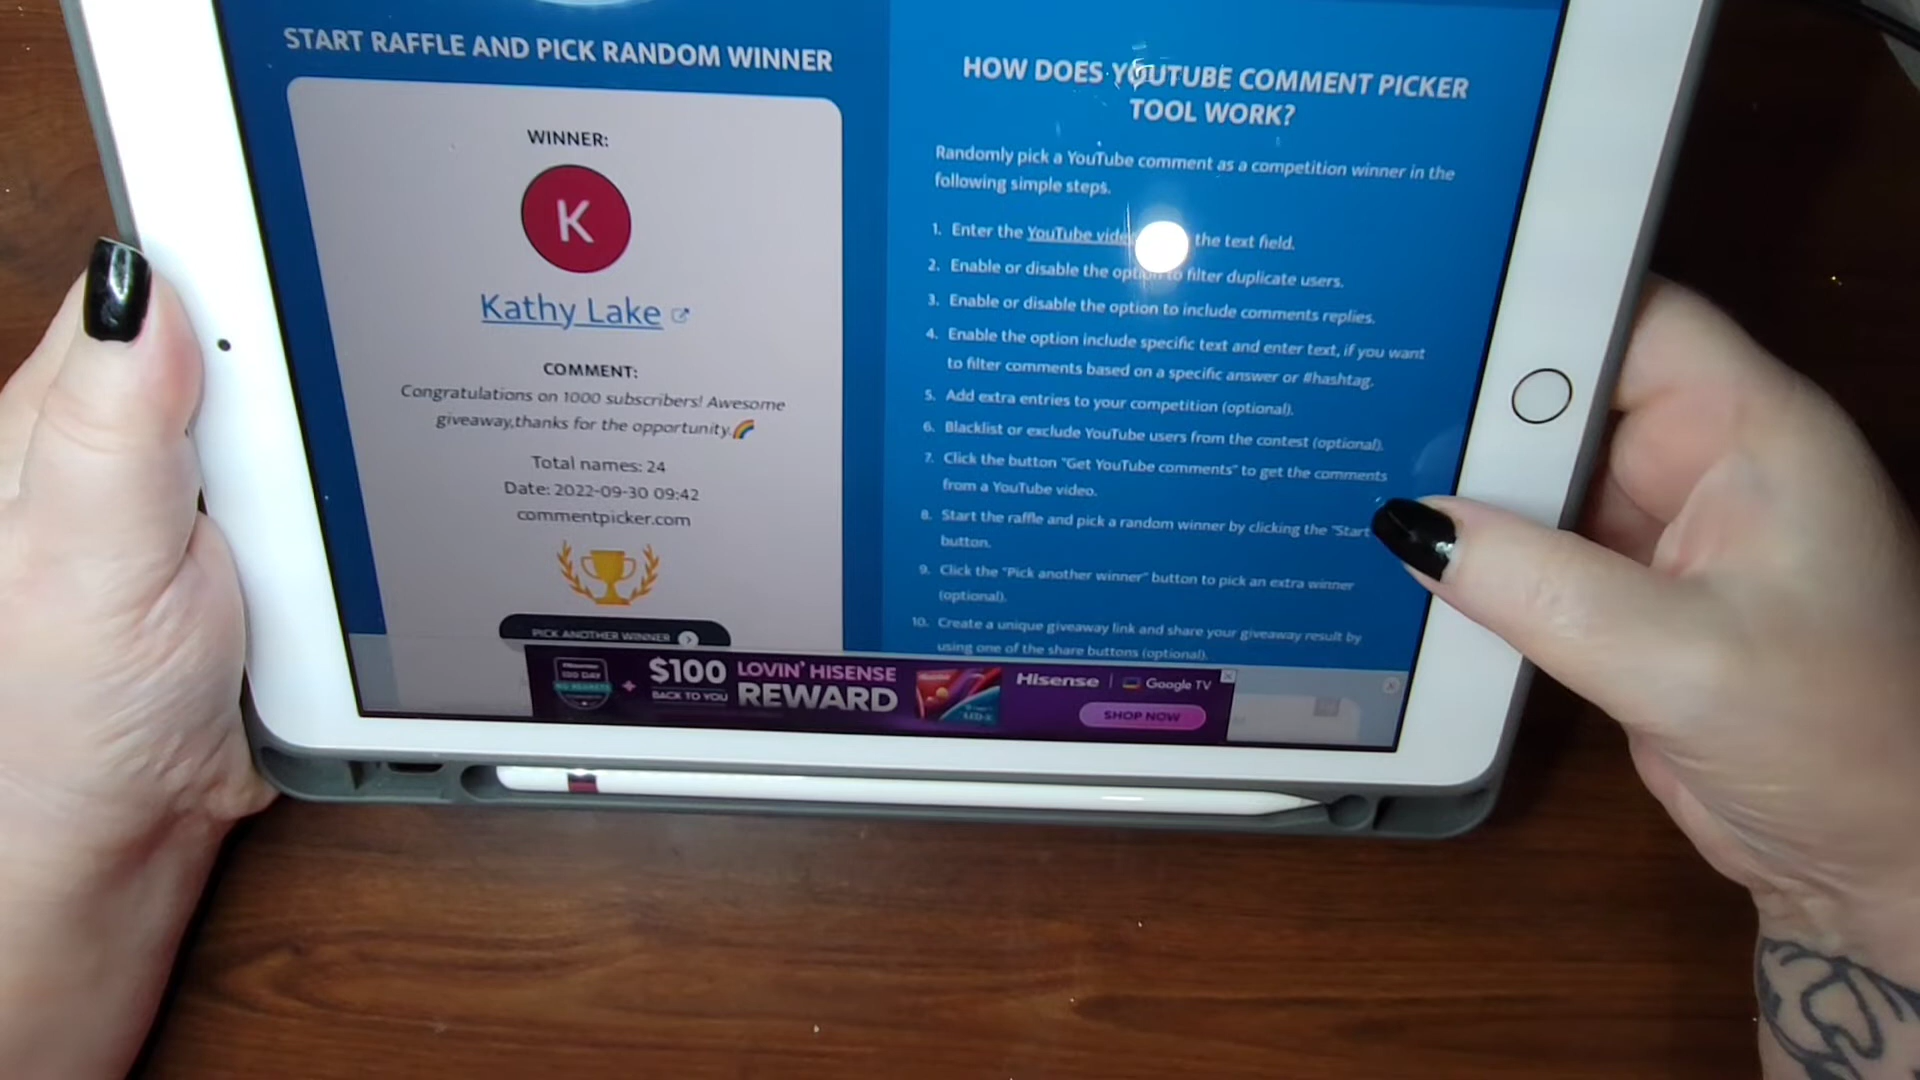 START RAFFLE AND PICK RANDOM WINNER
WINNER:
K
Kathy Lake
COMMENT:
Congratulations on 1000 subscribers! Awesome
giveaway,thanks for the opportunity.🌈
Total names: 24
Date: 2022-09-30 09:42
commentpicker.com
PICK ANOTHER WINNER
HOW DOES YOUTUBE COMMENT PICKER
TOOL WORK?
Randomly pick a YouTube comment as a competition winner in the
following simple steps.
1. Enter the YouTube the text field.
2. Enable or disable the option to filter duplicate users.
3. Enable or disable the option to include comments replies.
4. Enable the option include specific text and enter text, if you want
to filter comments based on a specific answer or #hashtag.
5. Add extra entries to your competition (optional).
6. Blacklist or exclude YouTube users from the contest (optional).
7. Click the button "Get YouTube comments" to get the comments
from a YouTube video.
8. Start the raffle and pick a random winner by clicking the "Start
button.
9. Click the "Pick another winner" button to pick an extra winner
(optional).
10. Create a unique giveaway link and share your giveaway result by
using one of the share buttons (optional).
Hisense
100 DAY
NO REGRETS
+ $100
BACK TO YOU
LOVIN' HISENSE
REWARD
Hisense | Google TV
SHOP NOW